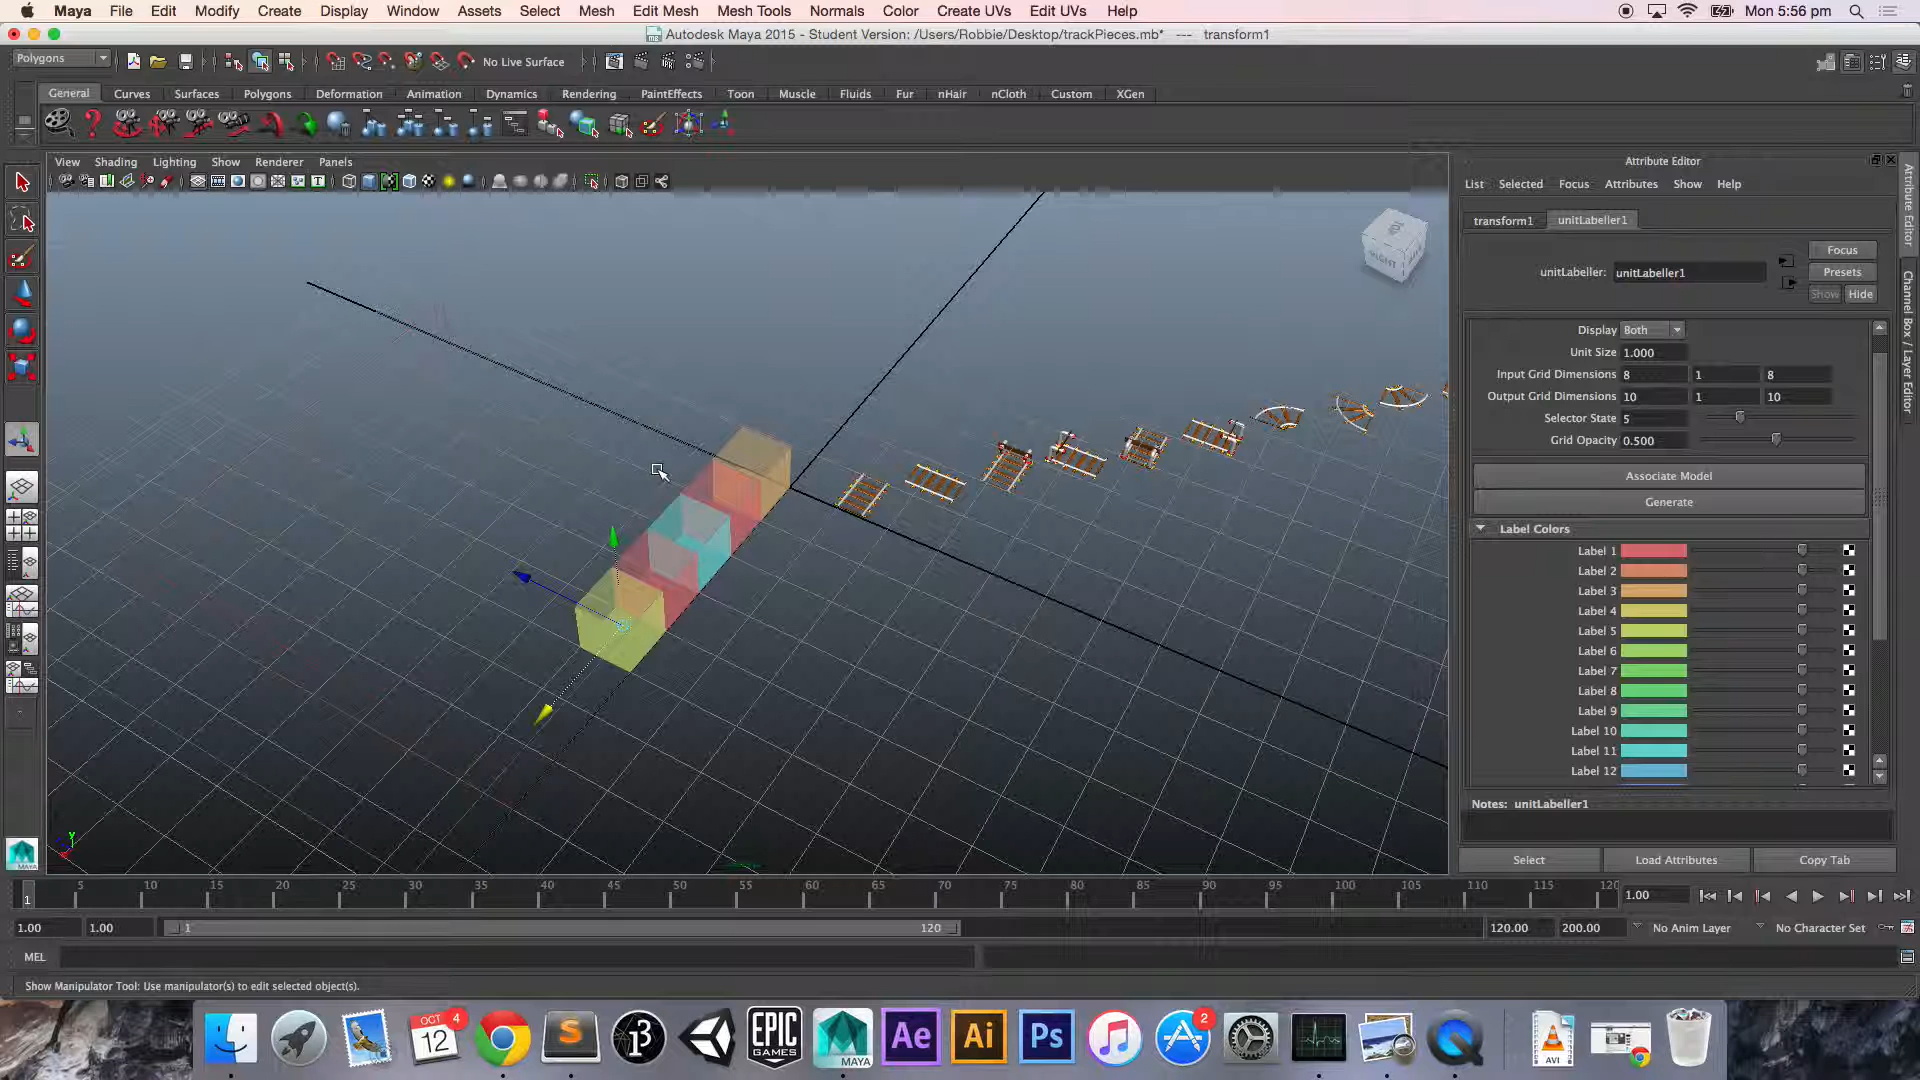 Maya File Edit Modify Create Display Window Assets Select Mesh Edit Mesh Mesh Tools Normals Color Create UVs Edit UVs Help Mon 5:56 pm
Autodesk Maya 2015 - Student Version: /Users/Robbie/Desktop/trackPieces.mb* --- transform1
Polygons No Live Surface
General Curves Surfaces Polygons Deformation Animation Dynamics Rendering PaintEffects Toon Muscle Fluids Fur nHair nCloth Custom XGen
View Shading Lighting Show Renderer Panels
Attribute Editor
List Selected Focus Attributes Show Help
transform1 unitLabeller1
Focus
unitLabeller: unitLabeller1 Presets
Show Hide
Display Both
Unit Size 1.000
Input Grid Dimensions 8 1 8
Output Grid Dimensions 10 1 10
Selector State 5
Grid Opacity 0.500
Associate Model
Generate
Label Colors
Label 1
Label 2
Label 3
Label 4
Label 5
Label 6
Label 7
Label 8
Label 9
Label 10
Label 11
Label 12
Notes: unitLabeller1
Select Load Attributes Copy Tab
Attribute Editor
Channel Box / Layer Editor
RIGHT
y
MAYA
5 10 15 20 25 30 35 40 45 50 55 60 65 70 75 80 85 90 95 100 105 110 115 120
1 1.00
1.00 1.00 1 120 120.00 200.00 No Anim Layer No Character Set
MEL
Show Manipulator Tool: Use manipulator(s) to edit selected object(s).
OCT 4
12
S
EPIC
GAMES
MAYA
Ae Ai Ps
2
AVI